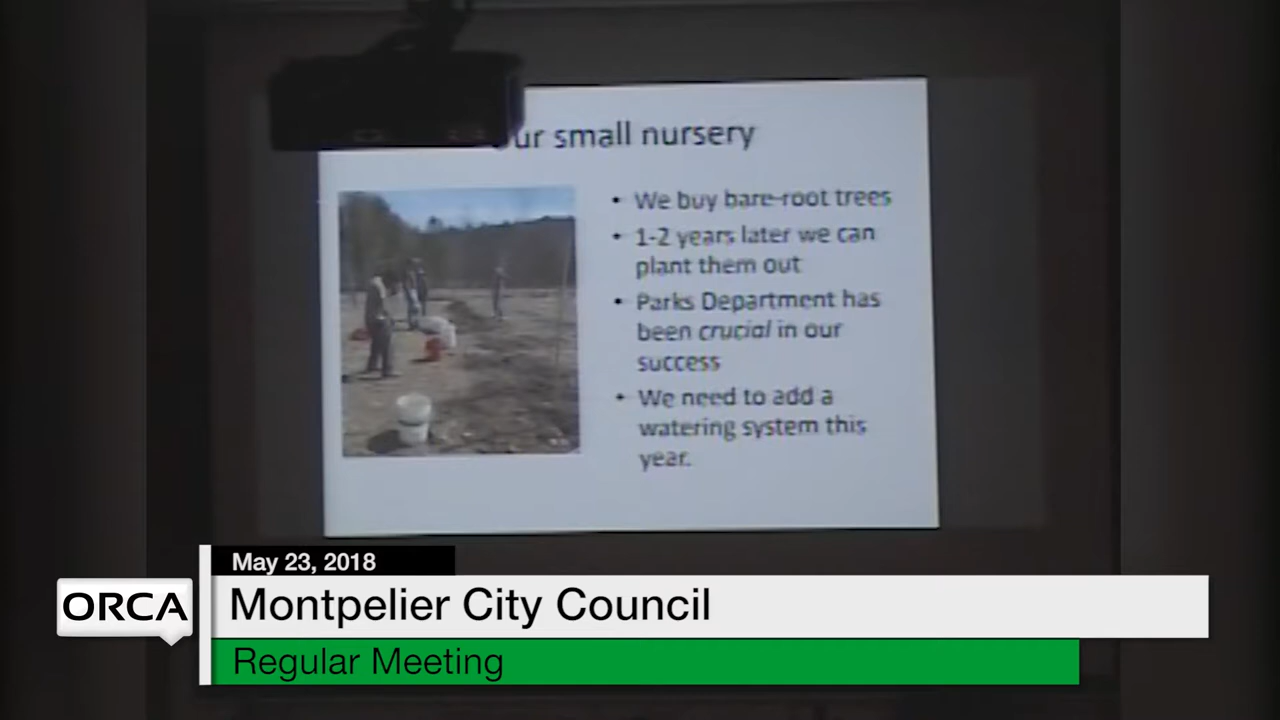 ur small nursery
• We buy bare-root trees
• 1-2 years later we can
plant them out
• Parks Department has
been crucial in our
success
• We need to add a
watering system this
year.
May 23, 2018
ORCA
Montpelier City Council
Regular Meeting